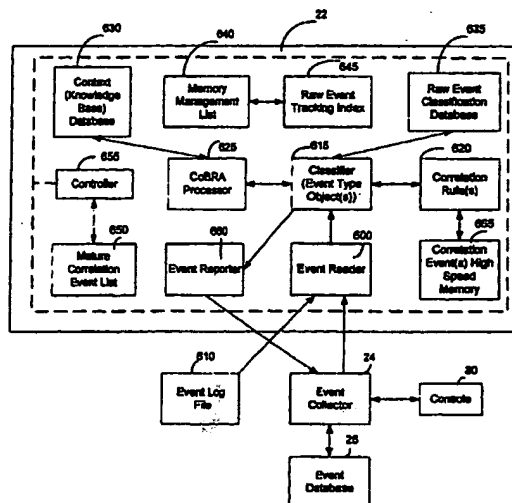 630
640
22
635
645
Context
(Knowledge
Base)
Database
Memory
Management
List
Raw Event
Tracking Index
Raw Event
Classification
Database
655
625
615
620
Controller
CoBRA
Processor
Classifier
(Event Type
Object(s))
Correlation
Rule(s)
650
660
600
665
Mature
Correlation
Event List
Event Reporter
Event Reader
Correlation
Event(s) High
Speed
Memory
610
24
30
Event Log
File
Event
Collector
Console
26
Event
Database